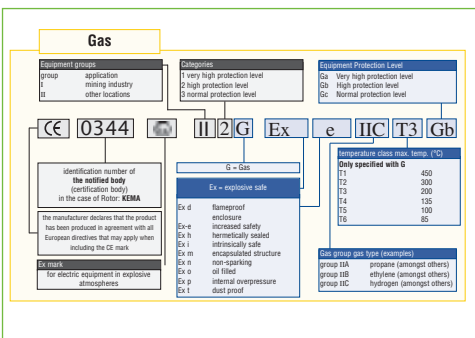 Gas
Equipment groups
group application
I mining industry
II other locations
Categories
1 very high protection level
2 high protection level
3 normal protection level
Equipment Protection Level
Ga Very high protection level
Gb High protection level
Gc Normal protection level
CE 0344 Ex II 2 G Ex e IIC T3 Gb
identification number of
the notified body
(certification body)
in the case of Rotor: KEMA
the manufacturer declares that the product
has been produced in agreement with all
European directives that may apply when
including the CE mark
Ex mark
for electric equipment in explosive
atmospheres
G = Gas
Ex = explosive safe
Ex d flameproof
enclosure
Ex-e increased safety
Ex h hermetically sealed
Ex i intrinsically safe
Ex m encapsulated structure
Ex n non-sparking
Ex o oil filled
Ex p internal overpressure
Ex t dust proof
temperature class max. temp. (°C)
Only specified with G
T1 450
T2 300
T3 200
T4 135
T5 100
T6 85
Gas group gas type (examples)
group IIA propane (amongst others)
group IIB ethylene (amongst others)
group IIC hydrogen (amongst others)